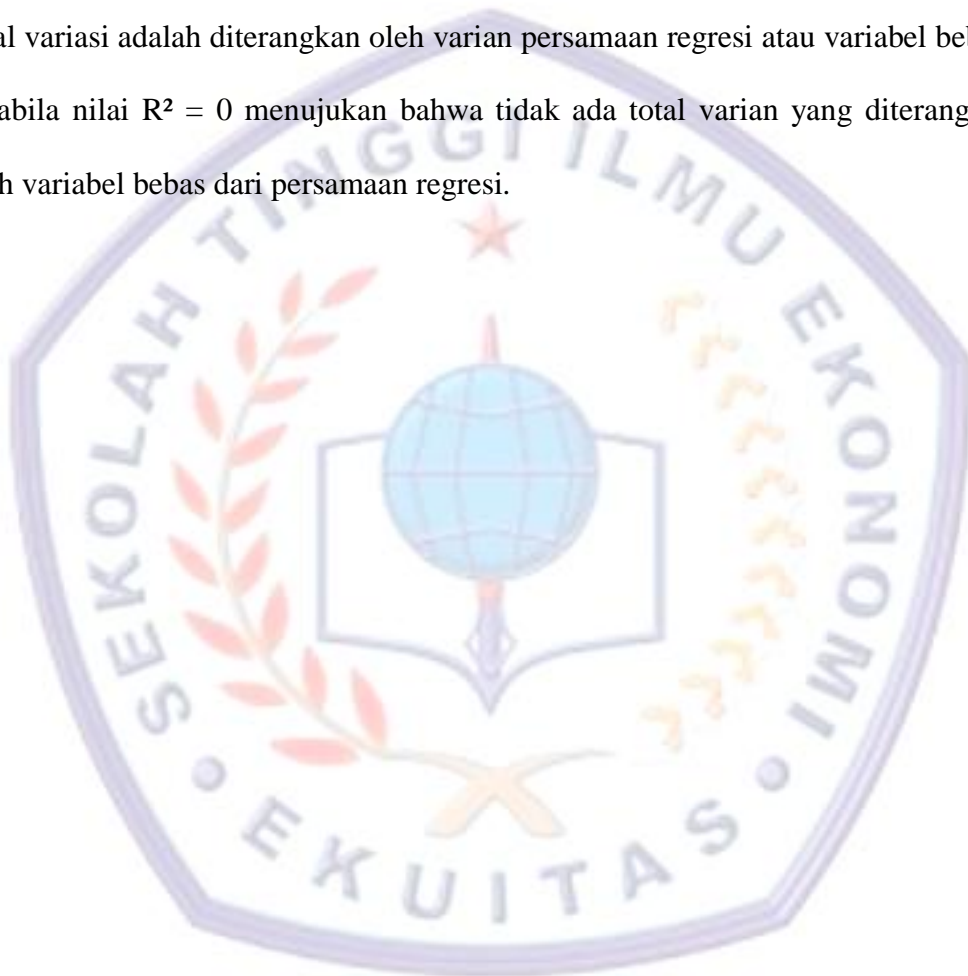 al variasi adalah diterangkan oleh varian persamaan regresi atau variabel beb
abila nilai R² = 0 menujukan bahwa tidak ada total varian yang diterang
h variabel bebas dari persamaan regresi.
SEKOLAH TINGGI ILMU EKONOMI
EKUITAS